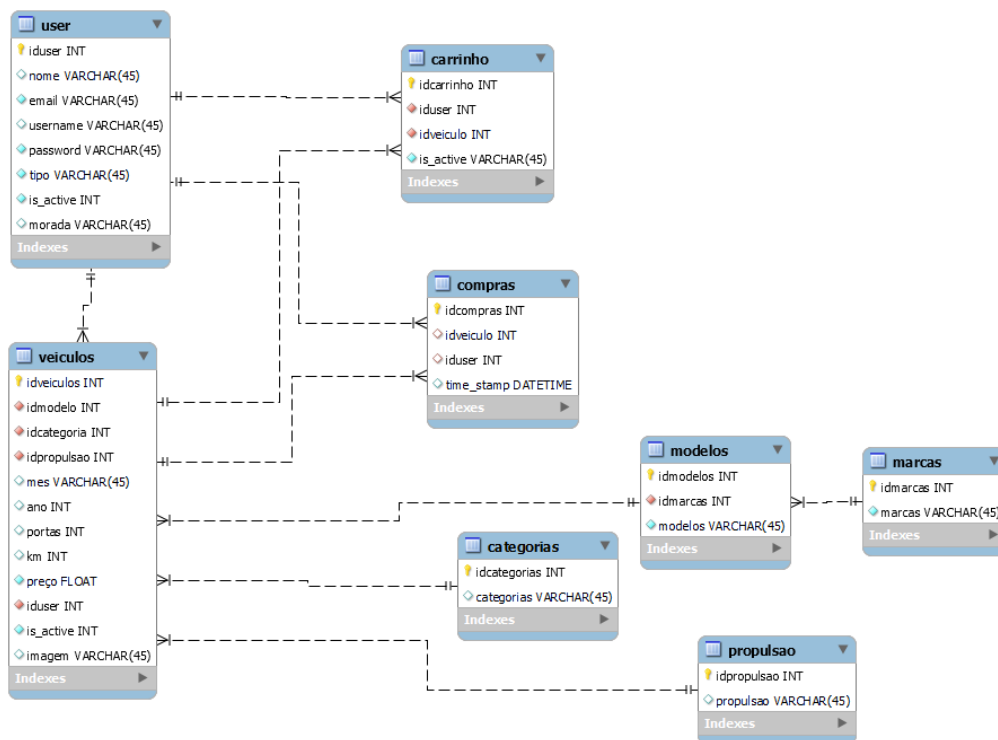 user
iduser INT
nome VARCHAR(45)
email VARCHAR(45)
username VARCHAR(45)
password VARCHAR(45)
tipo VARCHAR(45)
is_active INT
morada VARCHAR(45)
Indexes
carrinho
idcarrinho INT
iduser INT
idveiculo INT
is_active VARCHAR(45)
Indexes
compras
idcompras INT
idveiculo INT
iduser INT
time_stamp DATETIME
Indexes
veiculos
idveiculos INT
idmodelo INT
idcategoria INT
idpropulsao INT
mes VARCHAR(45)
ano INT
portas INT
km INT
preço FLOAT
iduser INT
is_active INT
imagem VARCHAR(45)
Indexes
modelos
idmodelos INT
idmarcas INT
modelos VARCHAR(45)
Indexes
marcas
idmarcas INT
marcas VARCHAR(45)
Indexes
categorias
idcategorias INT
categorias VARCHAR(45)
Indexes
propulsao
idpropulsao INT
propulsao VARCHAR(45)
Indexes